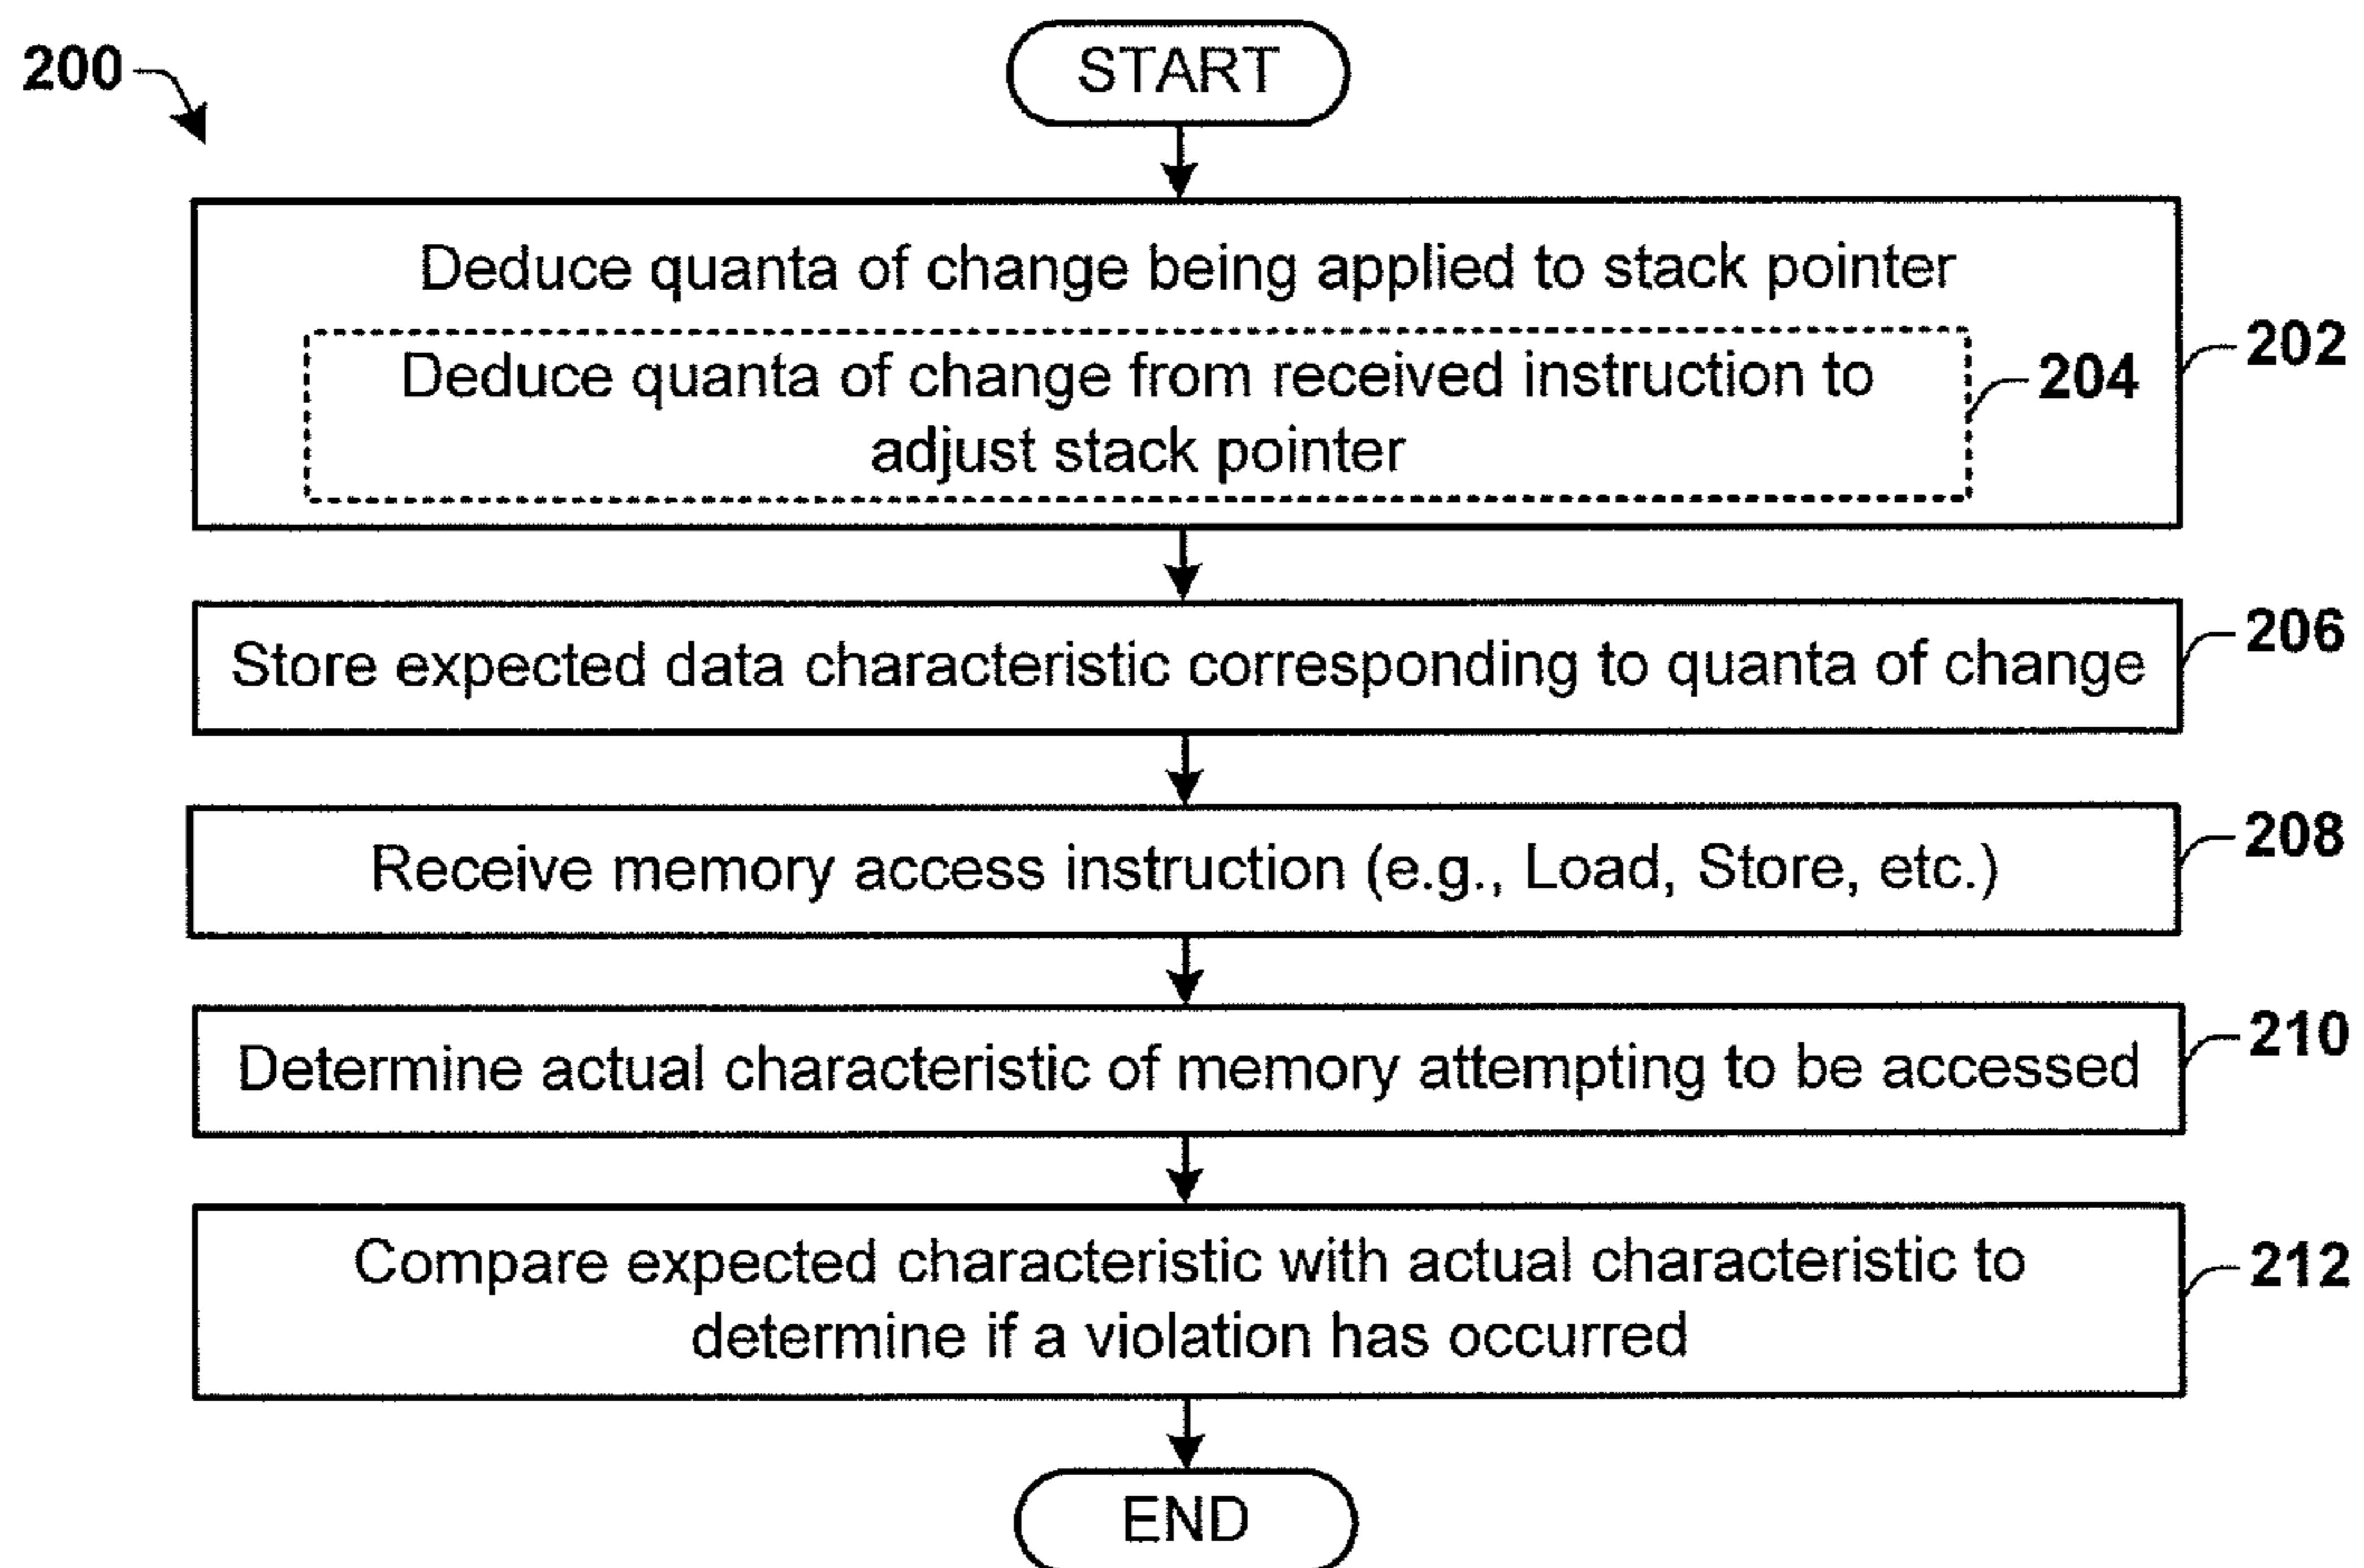 200
START
Deduce quanta of change being applied to stack pointer
202
Deduce quanta of change from received instruction to
adjust stack pointer
204
Store expected data characteristic corresponding to quanta of change
206
Receive memory access instruction (e.g., Load, Store, etc.)
208
Determine actual characteristic of memory attempting to be accessed
210
Compare expected characteristic with actual characteristic to
determine if a violation has occurred
212
END